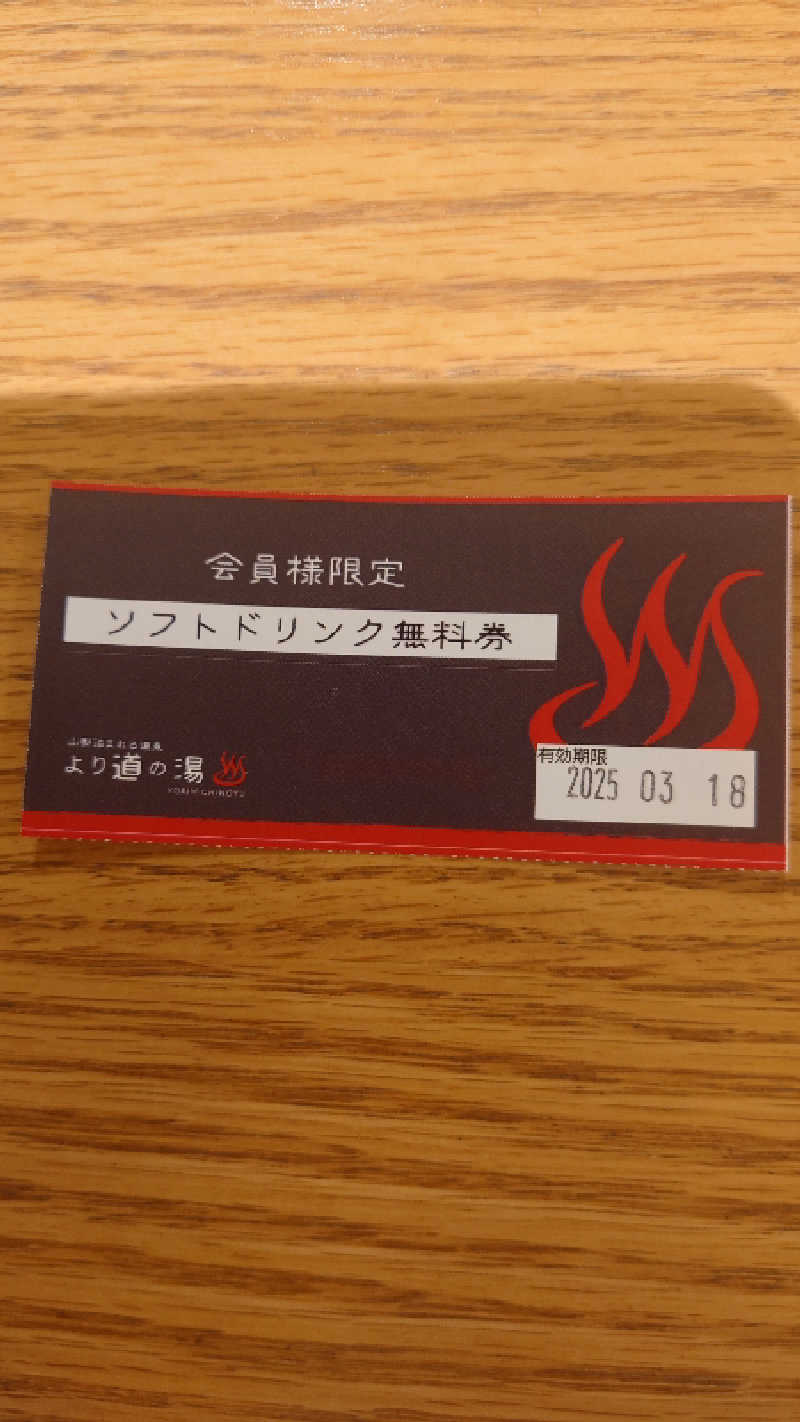 会員様限定
ソフトドリンク無料券
より道の湯
YORIMICHINOYU
有効期限
2025 03 18